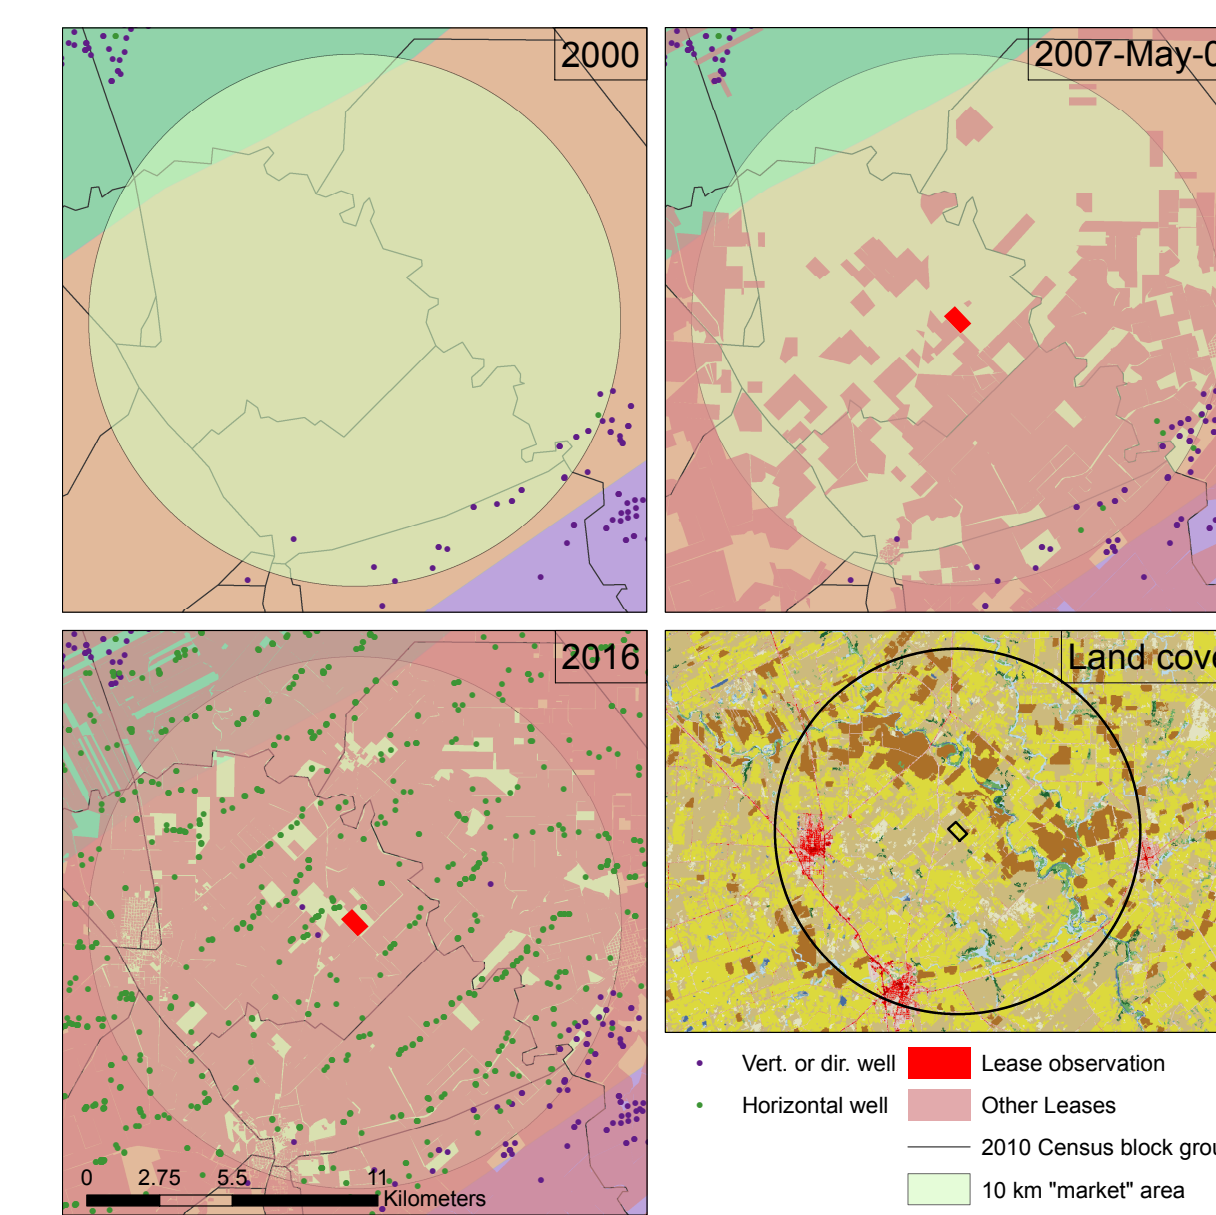 2000
2007-May-0
2016
Land cove
0 2.75 5.5 11
Kilometers
Vert. or dir. well
Horizontal well
Lease observation
Other Leases
2010 Census block grou
10 km "market" area